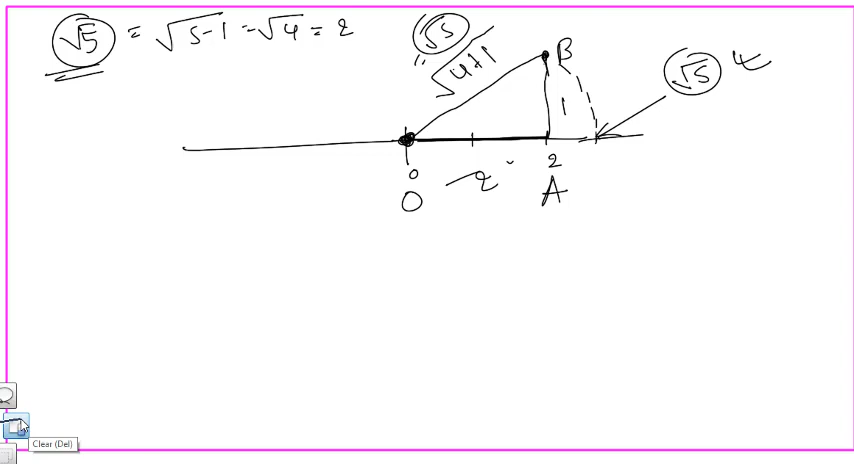 √5 = √5-1 = √4 = 2
√5
√4+1
B
√5
1
0
2
2
O
A
Clear (Del)